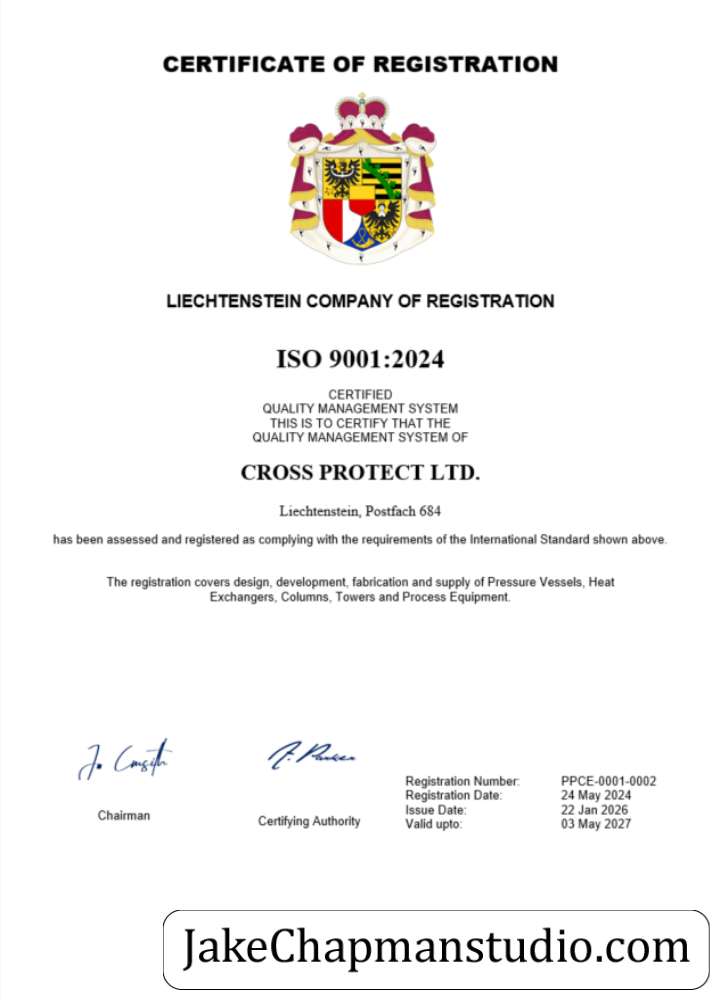 CERTIFICATE OF REGISTRATION
LIECHTENSTEIN COMPANY OF REGISTRATION
ISO 9001:2024
CERTIFIED
QUALITY MANAGEMENT SYSTEM
THIS IS TO CERTIFY THAT THE
QUALITY MANAGEMENT SYSTEM OF
CROSS PROTECT LTD.
Liechtenstein, Postfach 684
has been assessed and registered as complying with the requirements of the International Standard shown above.
The registration covers design, development, fabrication and supply of Pressure Vessels, Heat
Exchangers, Columns, Towers and Process Equipment.
Chairman
Certifying Authority
Registration Number: PPCE-0001-0002
Registration Date: 24 May 2024
Issue Date: 22 Jan 2026
Valid upto: 03 May 2027
JakeChapmanstudio.com